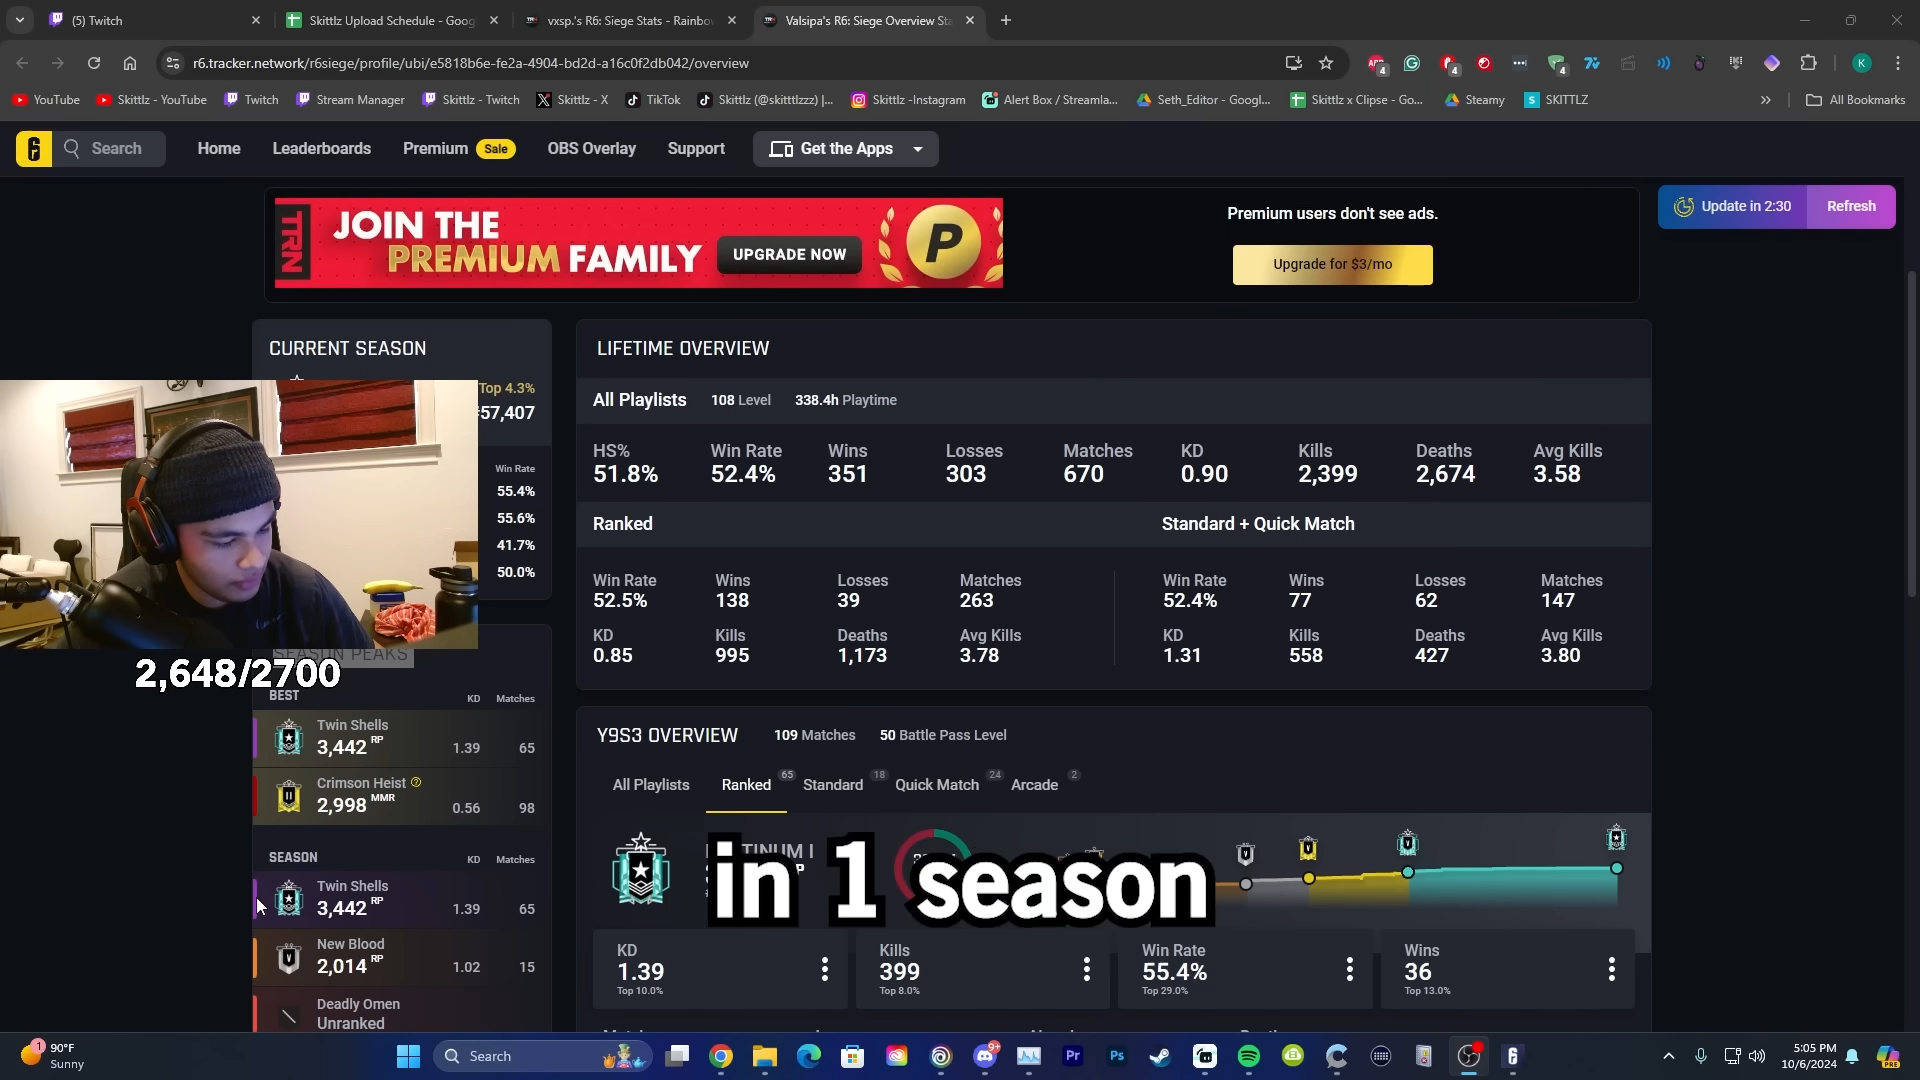 (5) Twitch
Skittlz Upload Schedule - Goog
vxsp.'s R6: Siege Stats - Rainbo
Valsipa's R6: Siege Overview Sta
r6.tracker.network/r6siege/profile/ubi/e5818b6e-fe2a-4904-bd2d-a16c0f2db042/overview
YouTube
Skittlz - YouTube
Twitch
Stream Manager
Skittlz - Twitch
Skittlz - X
TikTok
Skittlz (@skitttlzzz) |...
Skittlz -Instagram
Alert Box / Streamla...
Seth_Editor - Googl...
Skittlz x Clipse - Go...
Steamy
SKITTLZ
All Bookmarks
Search
Home
Leaderboards
Premium Sale
OBS Overlay
Support
Get the Apps
TRN
JOIN THE
PREMIUM FAMILY
UPGRADE NOW
P
Premium users don't see ads.
Upgrade for $3/mo
Update in 2:30
Refresh
CURRENT SEASON
Top 4.3%
57,407
Win Rate
55.4%
55.6%
41.7%
50.0%
SEASON PEAKS
2,648/2700
BEST KD Matches
Twin Shells
3,442 RP 1.39 65
Crimson Heist
2,998 MMR 0.56 98
SEASON KD Matches
Twin Shells
3,442 RP 1.39 65
New Blood
2,014 RP 1.02 15
Deadly Omen
Unranked
LIFETIME OVERVIEW
All Playlists 108 Level 338.4h Playtime
HS% Win Rate Wins Losses Matches KD Kills Deaths Avg Kills
51.8% 52.4% 351 303 670 0.90 2,399 2,674 3.58
Ranked
Win Rate Wins Losses Matches
52.5% 138 39 263
KD Kills Deaths Avg Kills
0.85 995 1,173 3.78
Standard + Quick Match
Win Rate Wins Losses Matches
52.4% 77 62 147
KD Kills Deaths Avg Kills
1.31 558 427 3.80
Y9S3 OVERVIEW 109 Matches 50 Battle Pass Level
All Playlists Ranked 65 Standard 18 Quick Match 24 Arcade 2
in 1 season
KD
1.39
Top 10.0%
Kills
399
Top 8.0%
Win Rate
55.4%
Top 29.0%
Wins
36
Top 13.0%
90°F
Sunny
Search
5:05 PM
10/6/2024